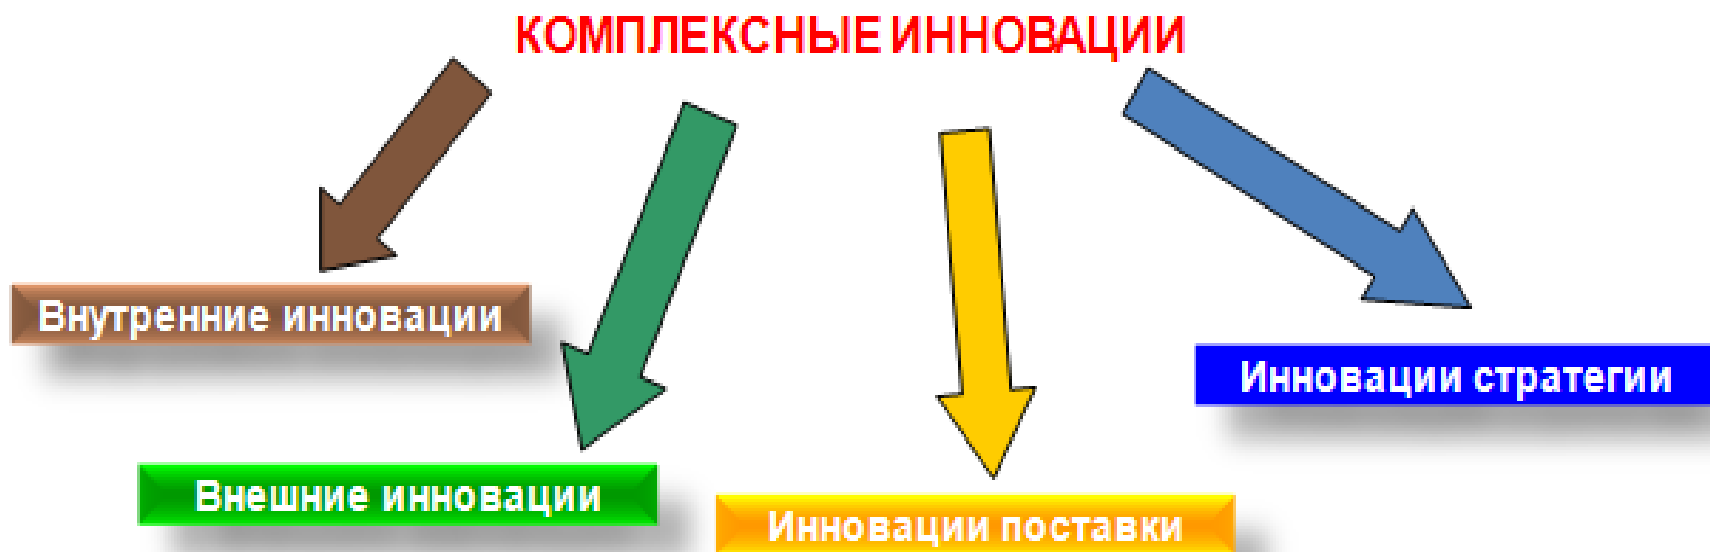 КОМПЛЕКСНЫЕ ИННОВАЦИИ
Внутренние инновации
Инновации стратегии
Внешние инновации
Инновации поставки